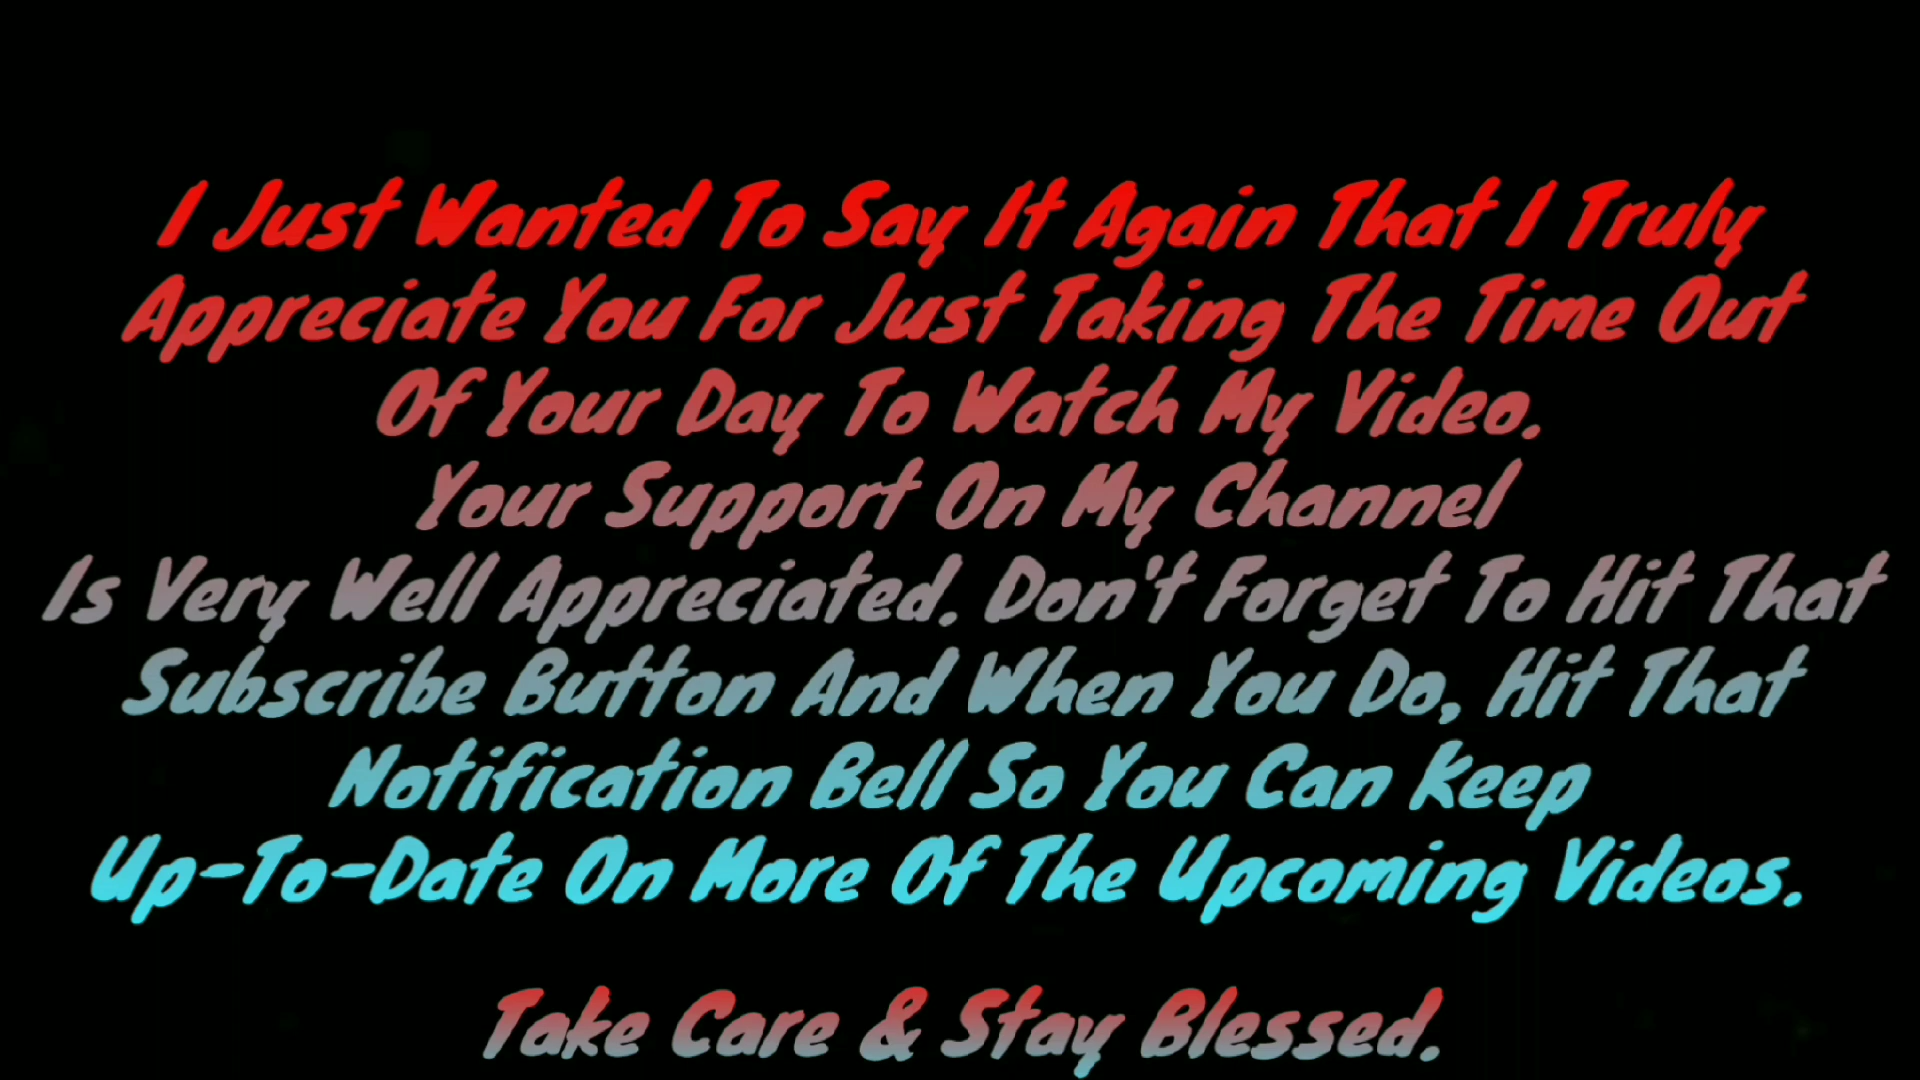 I Just Wanted To Say It Again That I Truly
Appreciate You For Just Taking The Time Out
Of Your Day To Watch My Video.
Your Support On My Channel
Is Very Well Appreciated. Don't Forget To Hit That
Subscribe Button And When You Do, Hit That
Notification Bell So You Can Keep
Up-To-Date On More Of The Upcoming Videos.
Take Care & Stay Blessed.